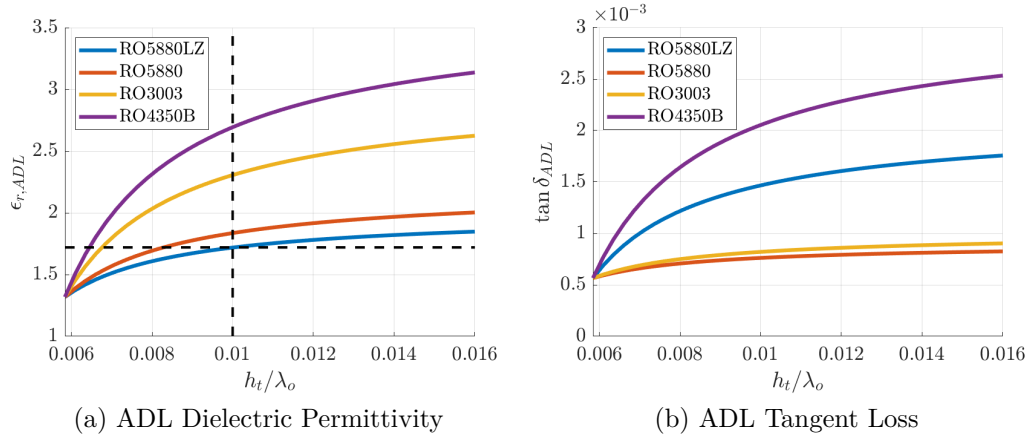 3.5
3
2.5
2
1.5
1
ϵr,ADL
RO5880LZ
RO5880
RO3003
RO4350B
0.006 0.008 0.01 0.012 0.014 0.016
ht/λo
(a) ADL Dielectric Permittivity
×10−3
3
2.5
2
1.5
1
0.5
0
tan δADL
RO5880LZ
RO5880
RO3003
RO4350B
0.006 0.008 0.01 0.012 0.014 0.016
ht/λo
(b) ADL Tangent Loss